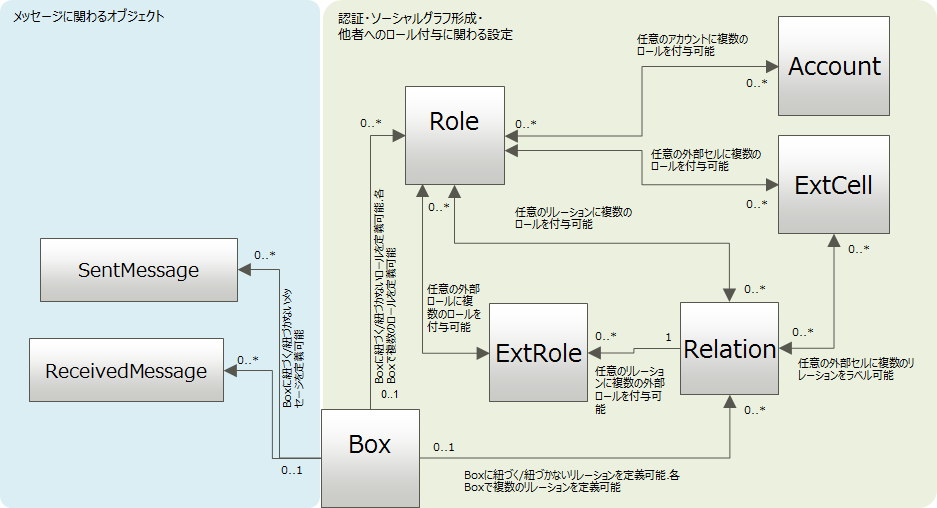 メッセージに関わるオブジェクト
認証・ソーシャルグラフ形成・
他者へのロール付与に関わる設定
任意のアカウントに複数の
ロールを付与可能
Account
0..*
Role
0..*
0..*
任意の外部セルに複数の
ロールを付与可能
ExtCell
0..*
0..*
任意のリレーションに複数の
ロールを付与可能
0..*
Boxに紐づく/紐づかないロールを定義可能.各
Boxで複数のロールを定義可能
SentMessage
0..*
任意の外部
ロールに複
数のロールを
付与可能
0..*
Boxに紐づく/紐づかないメッ
セージを定義可能
ExtRole
0..*
1
Relation
0..*
ReceivedMessage
0..*
任意のリレーショ
ンに複数の外部
ロールを付与可
能
任意の外部セルに複数のリ
レーションをラベル可能
0..1
0..*
Box
0..1
0..1
Boxに紐づく/紐づかないリレーションを定義可能.各
Boxで複数のリレーションを定義可能